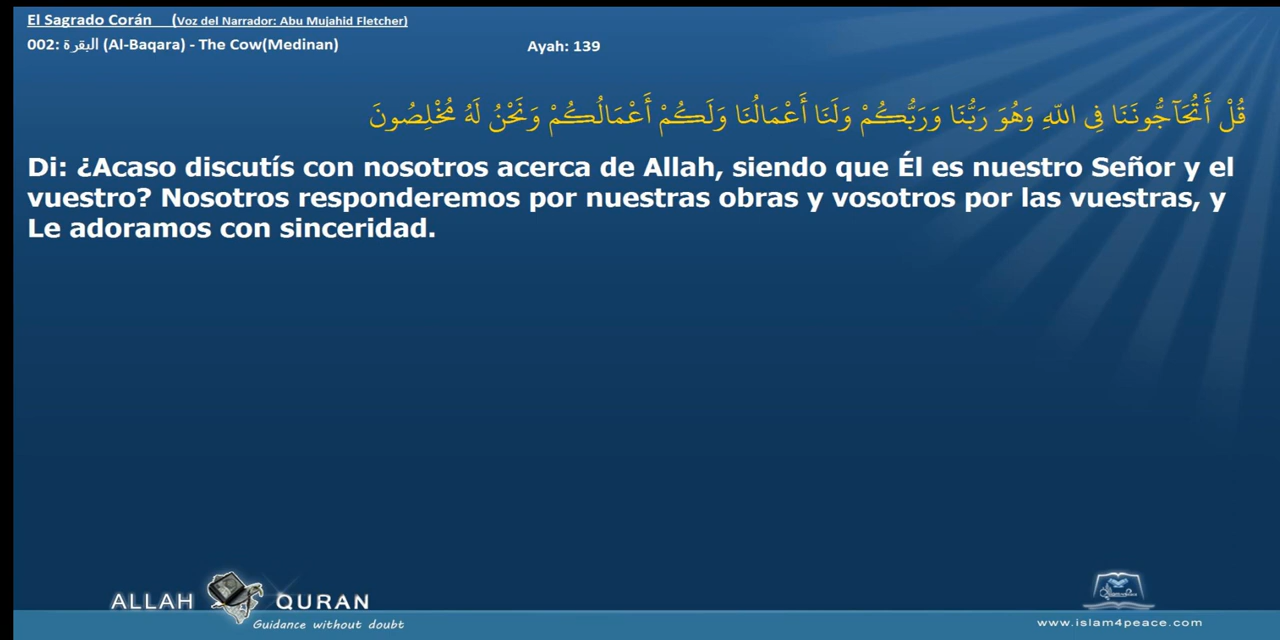 El Sagrado Corán (Voz del Narrador: Abu Mujahid Fletcher)
002: البقرة (Al-Baqara) - The Cow(Medinan) Ayah: 139
قُلْ أَتُحَآجُّونَنَا فِي اللّهِ وَهُوَ رَبُّنَا وَرَبُّكُمْ وَلَنَا أَعْمَالُنَا وَلَكُمْ أَعْمَالُكُمْ وَنَحْنُ لَهُ مُخْلِصُونَ
Di: ¿Acaso discutís con nosotros acerca de Allah, siendo que Él es nuestro Señor y el
vuestro? Nosotros responderemos por nuestras obras y vosotros por las vuestras, y
Le adoramos con sinceridad.
ALLAH QURAN
Guidance without doubt
www.islam4peace.com